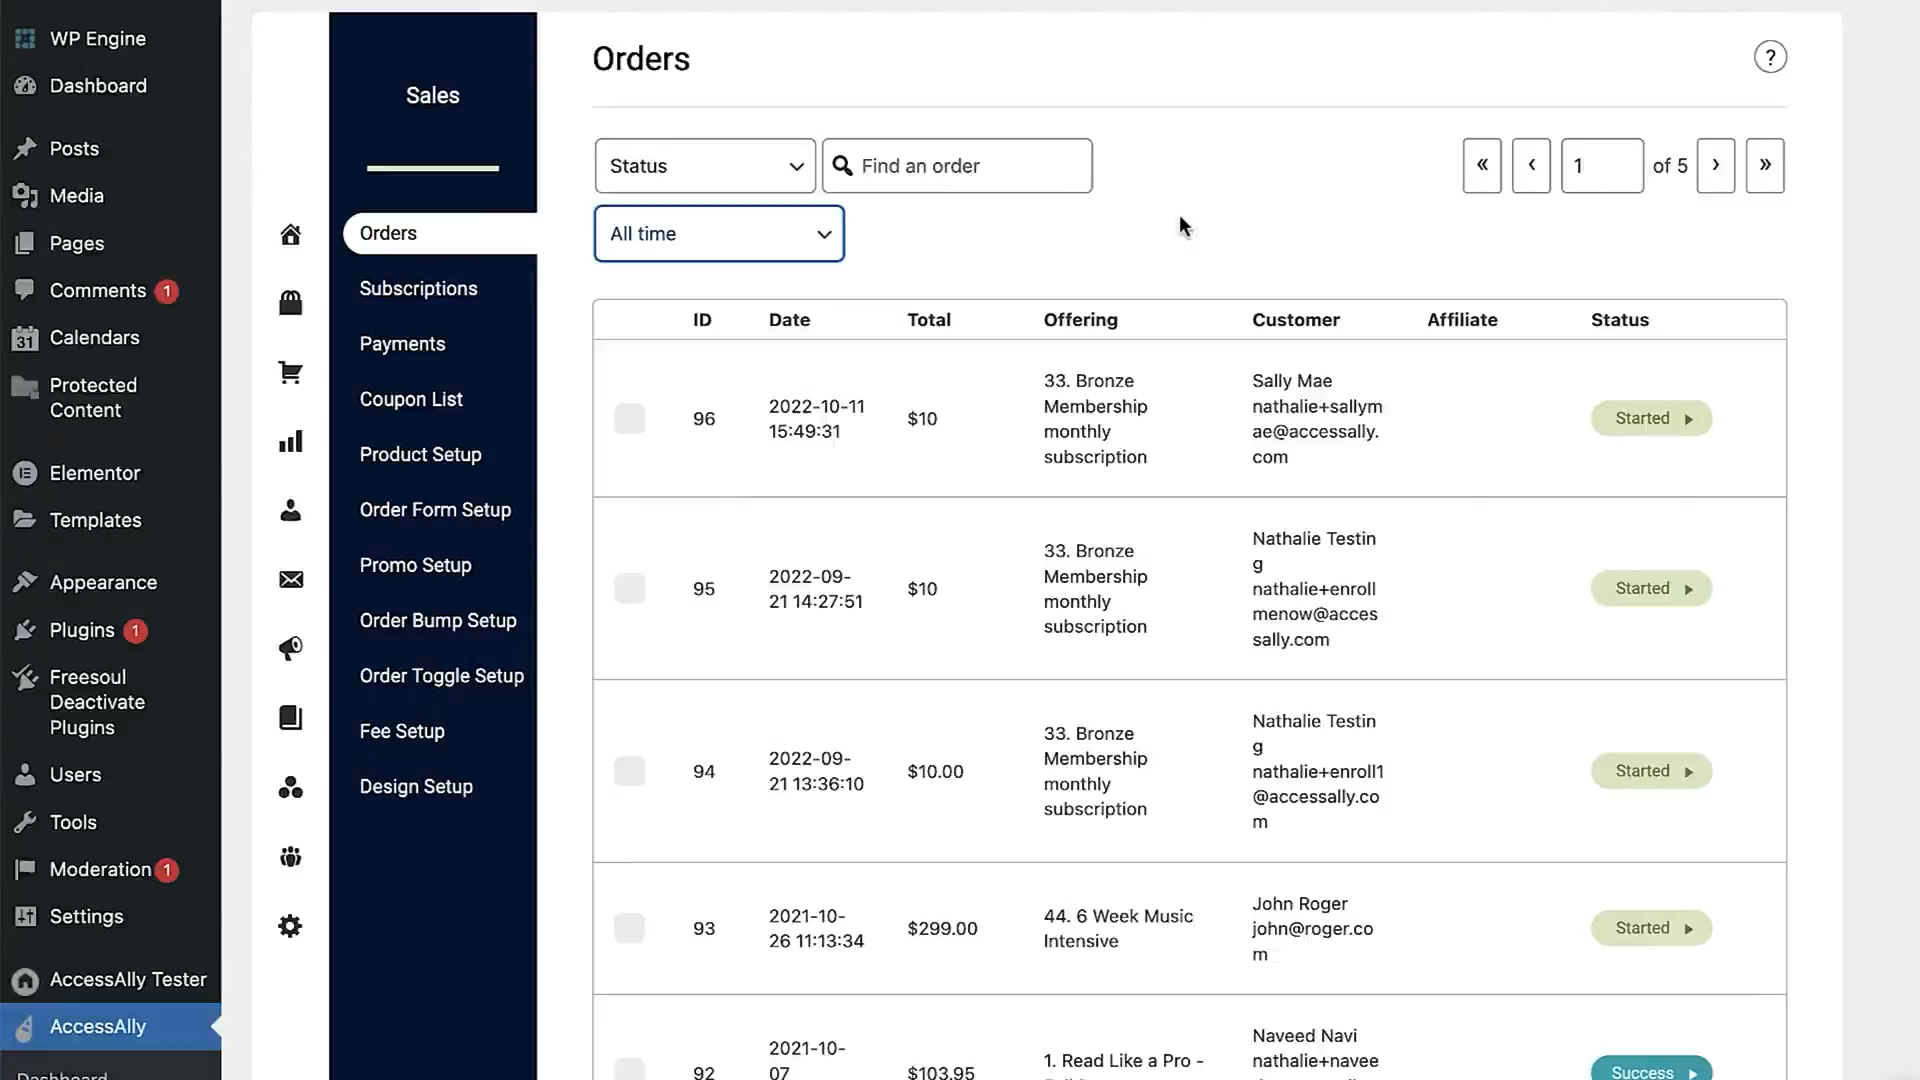 WP Engine
Dashboard
Posts
Media
Pages
Comments 1
Calendars
31
Protected
Content
Elementor
Templates
Appearance
Plugins 1
Freesoul
Deactivate
Plugins
Users
Tools
Moderation 1
Settings
AccessAlly Tester
AccessAlly
Dashboard
Sales
Orders
Subscriptions
Payments
Coupon List
Product Setup
Order Form Setup
Promo Setup
Order Bump Setup
Order Toggle Setup
Fee Setup
Design Setup
Orders
?
Status
Find an order
« ‹ 1 of 5 › »
All time
ID Date Total Offering Customer Affiliate Status
96
2022-10-11
15:49:31
$10
33. Bronze
Membership
monthly
subscription
Sally Mae
nathalie+sallym
ae@accessally.
com
Started
95
2022-09-
21 14:27:51
$10
33. Bronze
Membership
monthly
subscription
Nathalie Testin
g
nathalie+enroll
menow@acces
sally.com
Started
94
2022-09-
21 13:36:10
$10.00
33. Bronze
Membership
monthly
subscription
Nathalie Testin
g
nathalie+enroll1
@accessally.co
m
Started
93
2021-10-
26 11:13:34
$299.00
44. 6 Week Music
Intensive
John Roger
john@roger.co
m
Started
92
2021-10-
07
$103.95
1. Read Like a Pro -
Naveed Navi
nathalie+navee
Success